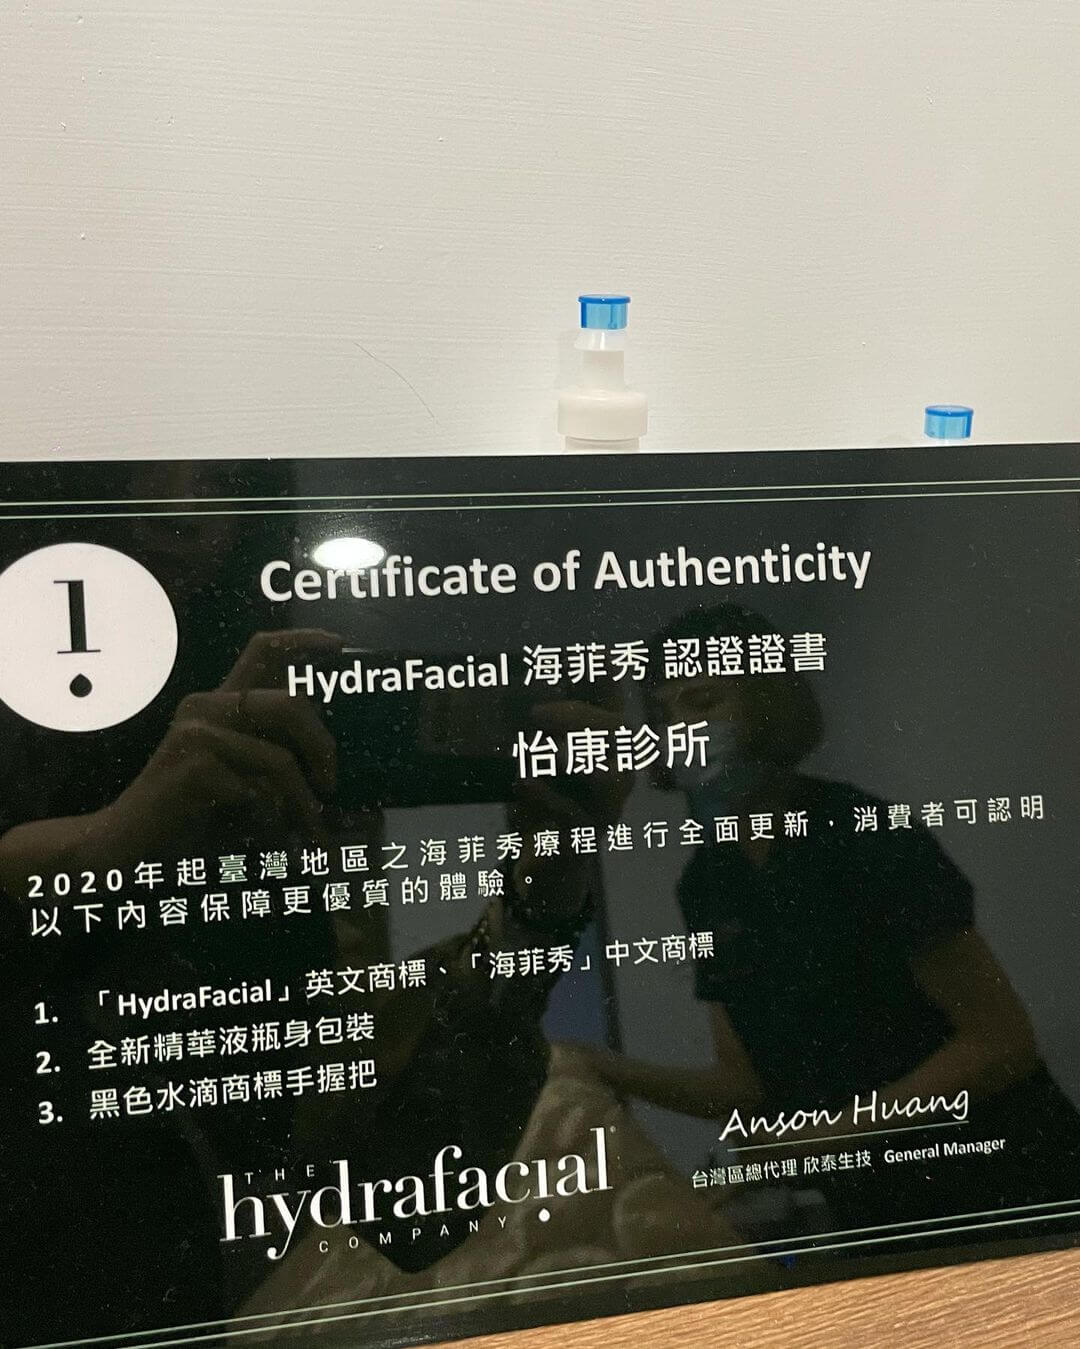 Certificate of Authenticity
HydraFacial 海菲秀 認證證書
怡康診所
2020年起臺灣地區之海菲秀療程進行全面更新，消費者可認明
以下內容保障更優質的體驗。
1. 「HydraFacial」英文商標、「海菲秀」中文商標
2. 全新精華液瓶身包裝
3. 黑色水滴商標手握把
THE
hydrafacial
COMPANY
Anson Huang
台灣區總代理 欣泰生技 General Manager